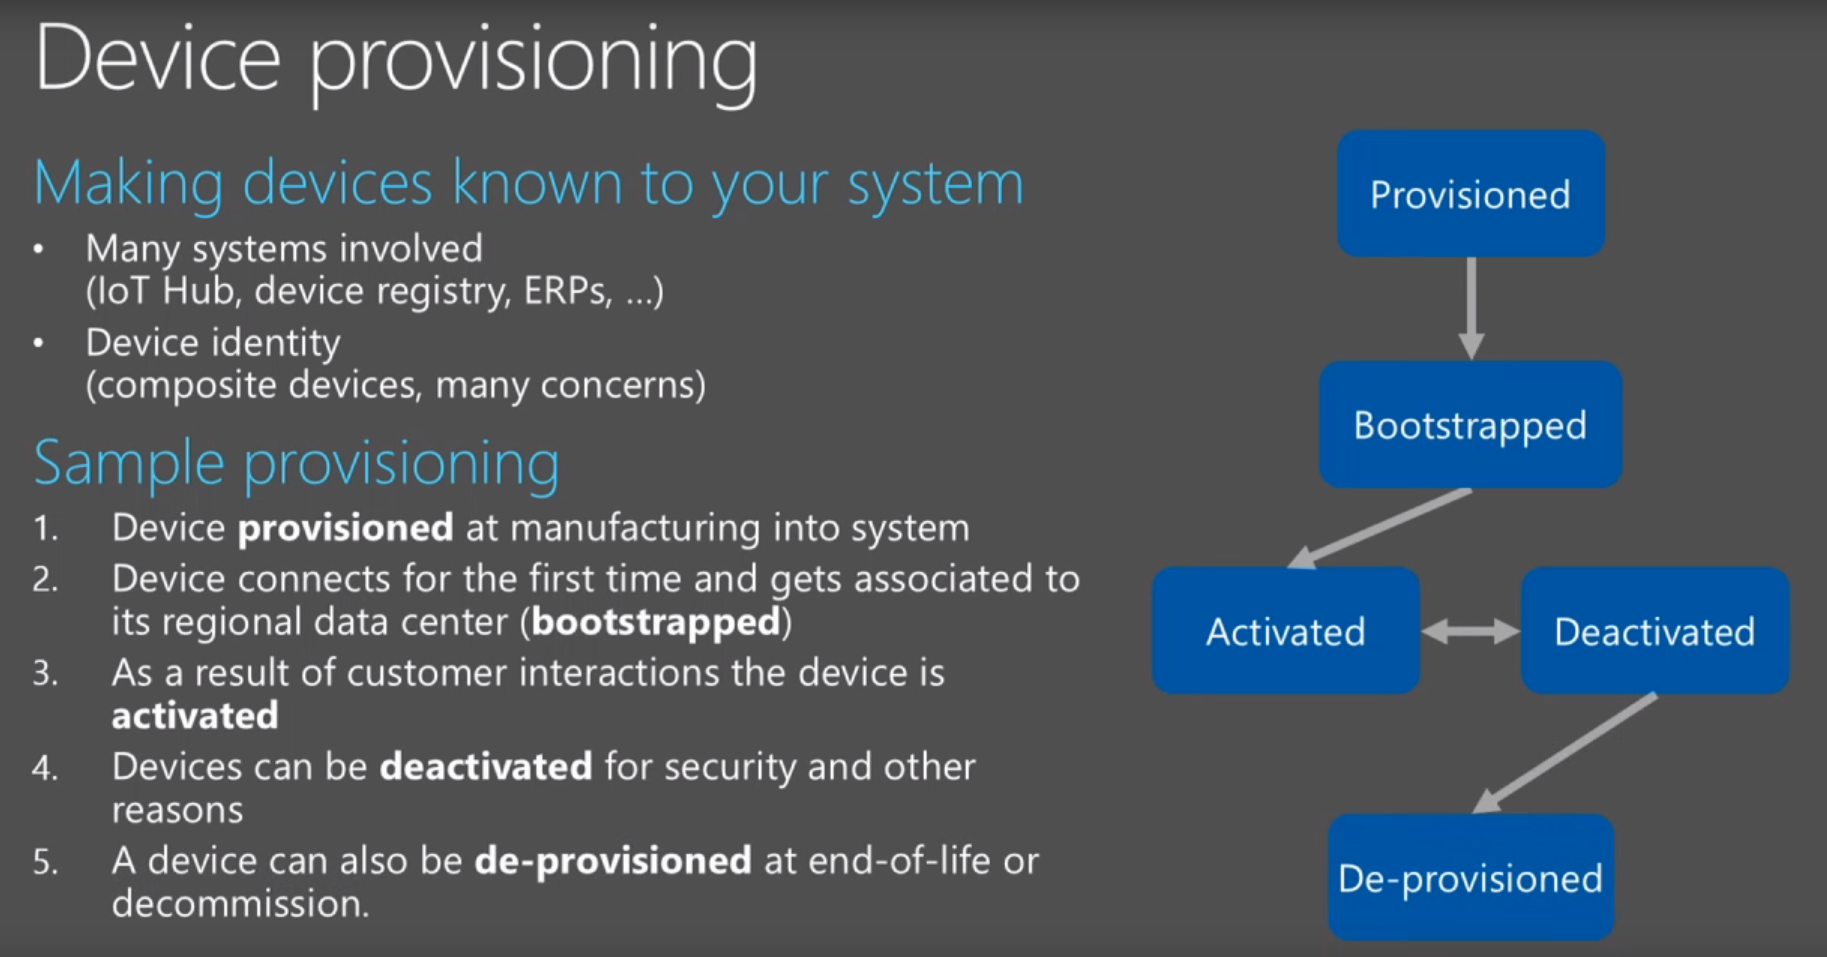 Device provisioning
Making devices known to your system
• Many systems involved
(IoT Hub, device registry, ERPs, ...)
• Device identity
(composite devices, many concerns)
Sample provisioning
1. Device provisioned at manufacturing into system
2. Device connects for the first time and gets associated to
its regional data center (bootstrapped)
3. As a result of customer interactions the device is
activated
4. Devices can be deactivated for security and other
reasons
5. A device can also be de-provisioned at end-of-life or
decommission.
Provisioned
Bootstrapped
Activated
Deactivated
De-provisioned